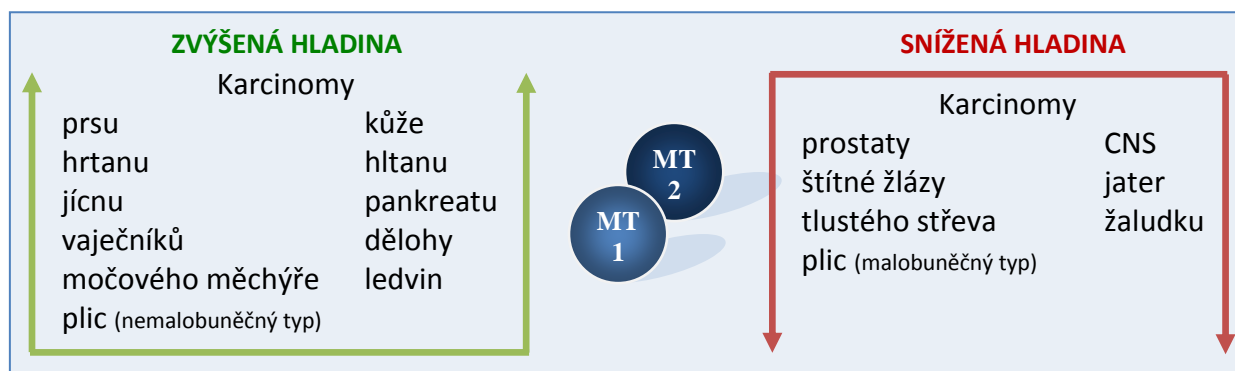 ZVÝŠENÁ HLADINA
Karcinomy
prsu kůže
hrtanu hltanu
jícnu pankreatu
vaječníků dělohy
močového měchýře ledvin
plic (nemalobuněčný typ)
MT
2
MT
1
SNÍŽENÁ HLADINA
Karcinomy
prostaty CNS
štítné žlázy jater
tlustého střeva žaludku
plic (malobuněčný typ)